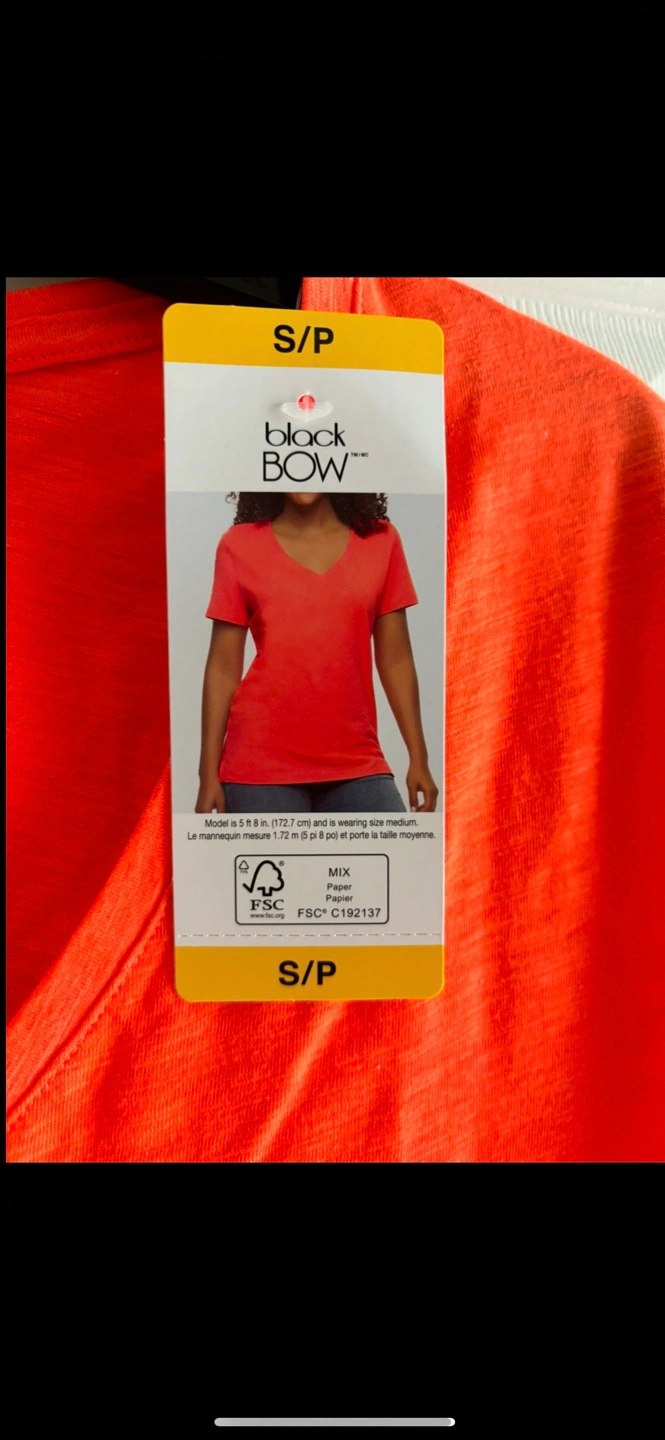 S/P
black
BOW™/MC
Model is 5 ft 8 in. (172.7 cm) and is wearing size medium.
Le mannequin mesure 1.72 m (5 pi 8 po) et porte la taille moyenne.
FSC®
www.fsc.org
MIX
Paper
Papier
FSC® C192137
S/P